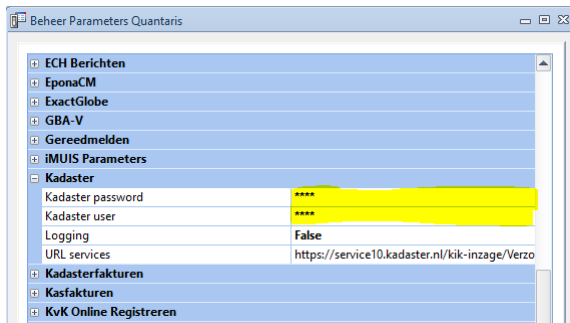 Beheer Parameters Quantaris
ECH Berichten
EponaCM
ExactGlobe
GBA-V
Gereedmelden
iMUIS Parameters
Kadaster
Kadaster password ****
Kadaster user ****
Logging False
URL services https://service10.kadaster.nl/kik-inzage/Verzo
Kadasterfakturen
Kasfakturen
KvK Online Registreren